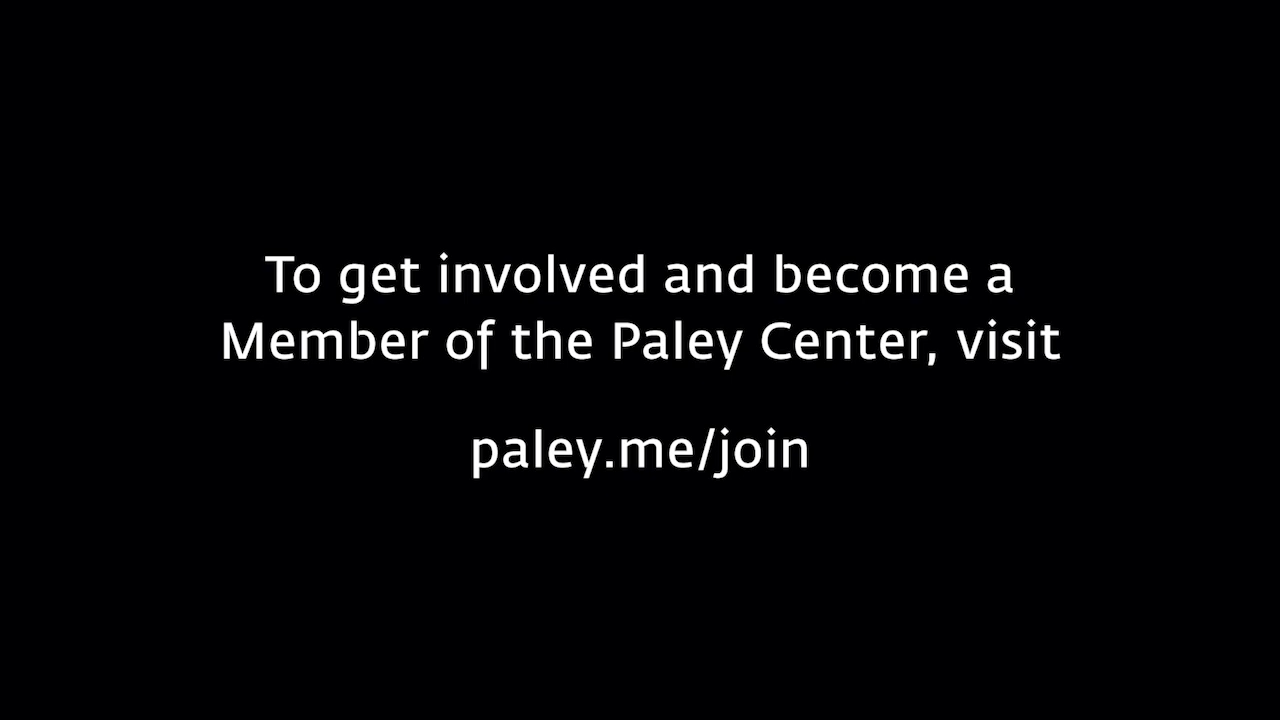 To get involved and become a
Member of the Paley Center, visit
paley.me/join